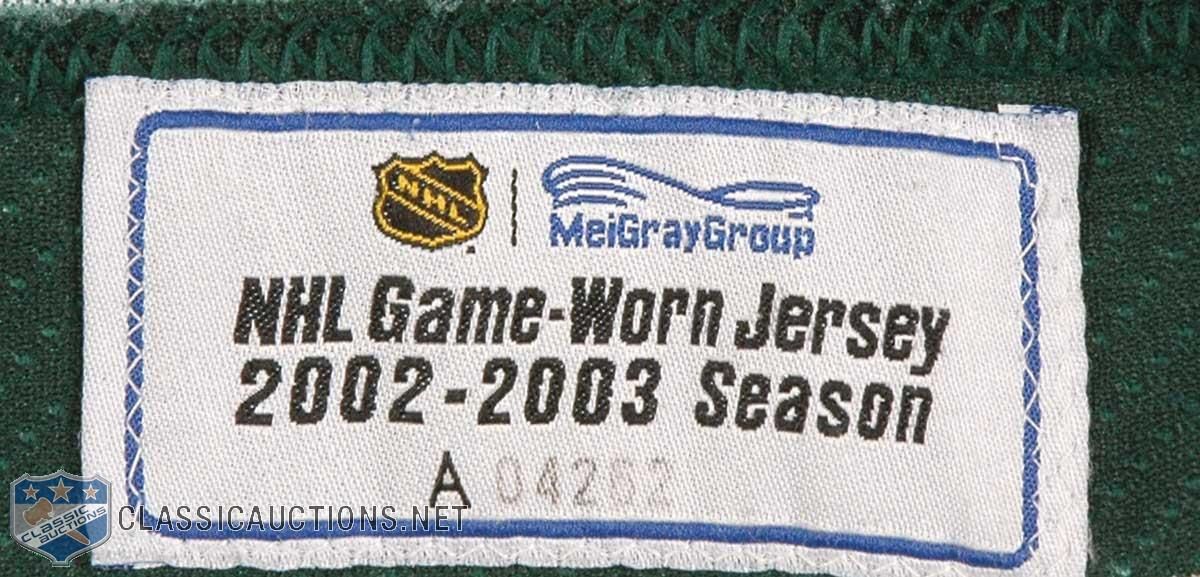 NHL
MeiGrayGroup
NHL Game-Worn Jersey
2002-2003 Season
A 04262
CLASSIC AUCTIONS
CLASSICAUCTIONS.NET